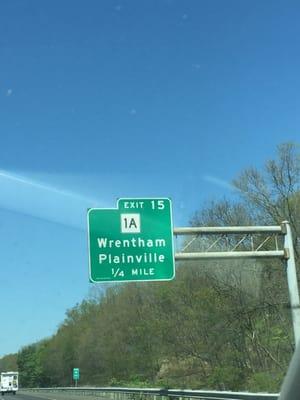 EXIT 15
1A
Wrentham
Plainville
1/4 MILE